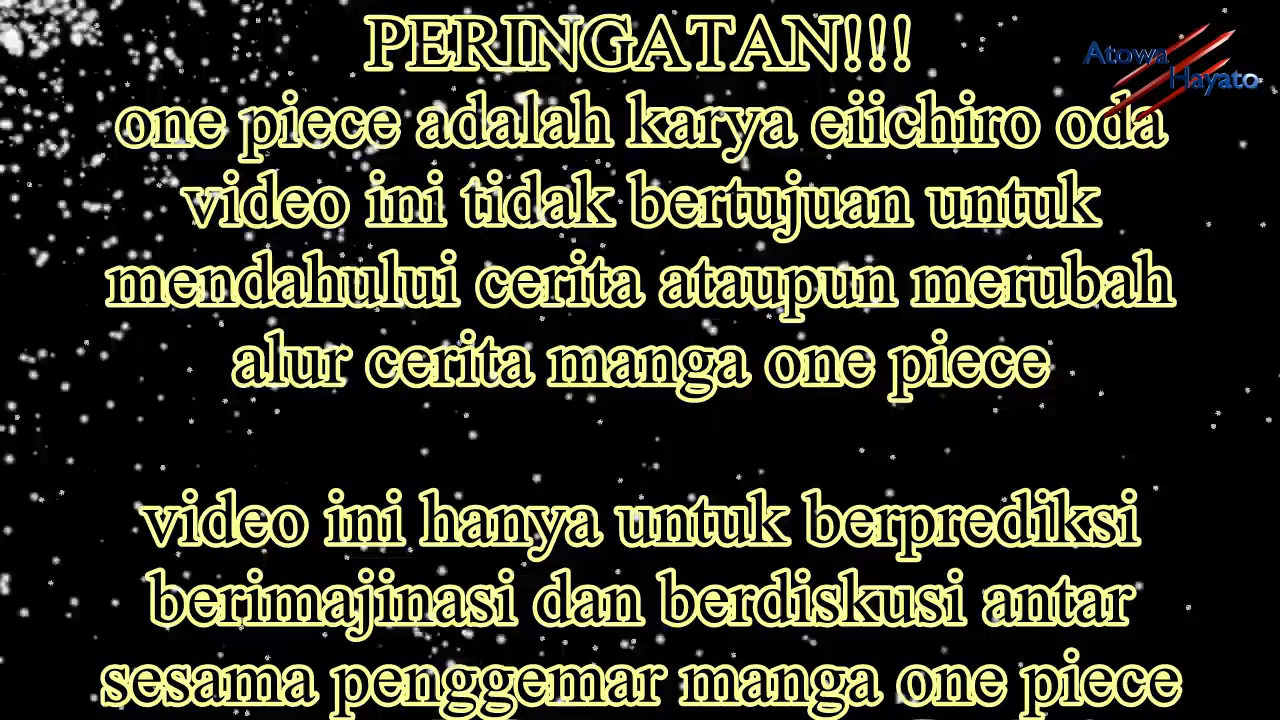 PERINGATAN!!!
Atowa
Hayato
one piece adalah karya eiichiro oda
video ini tidak bertujuan untuk
mendahului cerita ataupun merubah
alur cerita manga one piece
video ini hanya untuk berprediksi
berimajinasi dan berdiskusi antar
sesama penggemar manga one piece